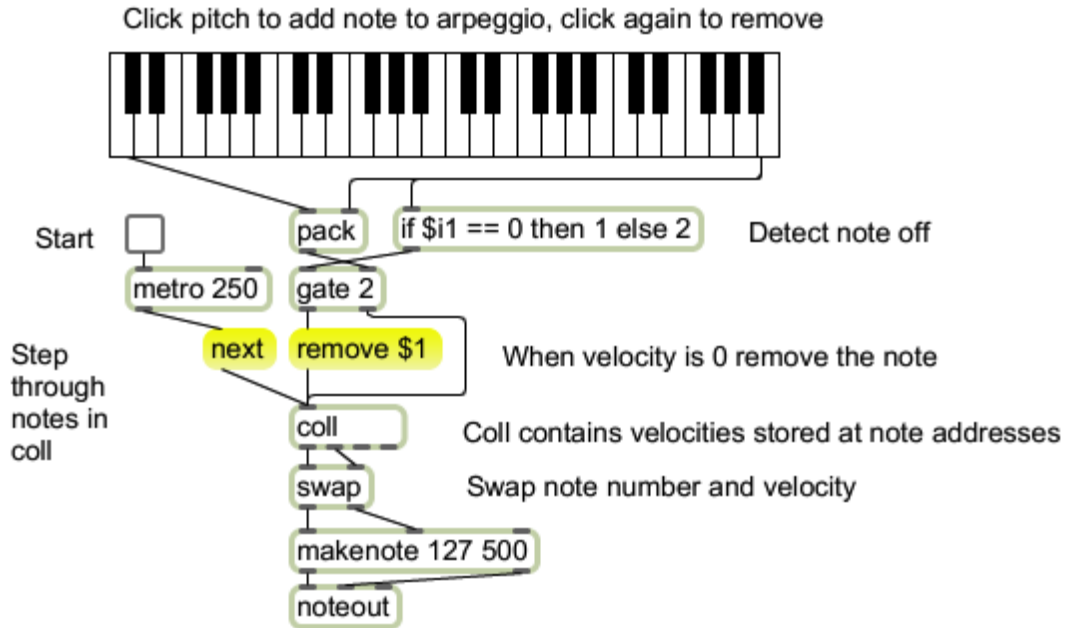 Click pitch to add note to arpeggio, click again to remove
Start
pack
if $i1 == 0 then 1 else 2
Detect note off
metro 250
gate 2
Step
through
notes in
coll
next
remove $1
When velocity is 0 remove the note
coll
Coll contains velocities stored at note addresses
swap
Swap note number and velocity
makenote 127 500
noteout